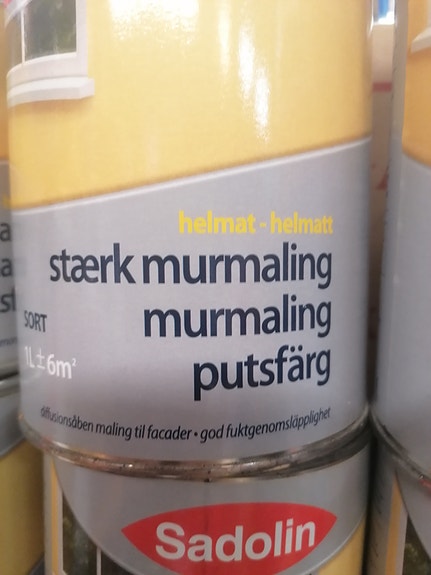 helmat - helmatt
stærk murmaling
murmaling
putsfärg
SORT
1L ± 6m²
diffusionsåben maling til facader • god fuktgenomsläpplighet
Sadolin